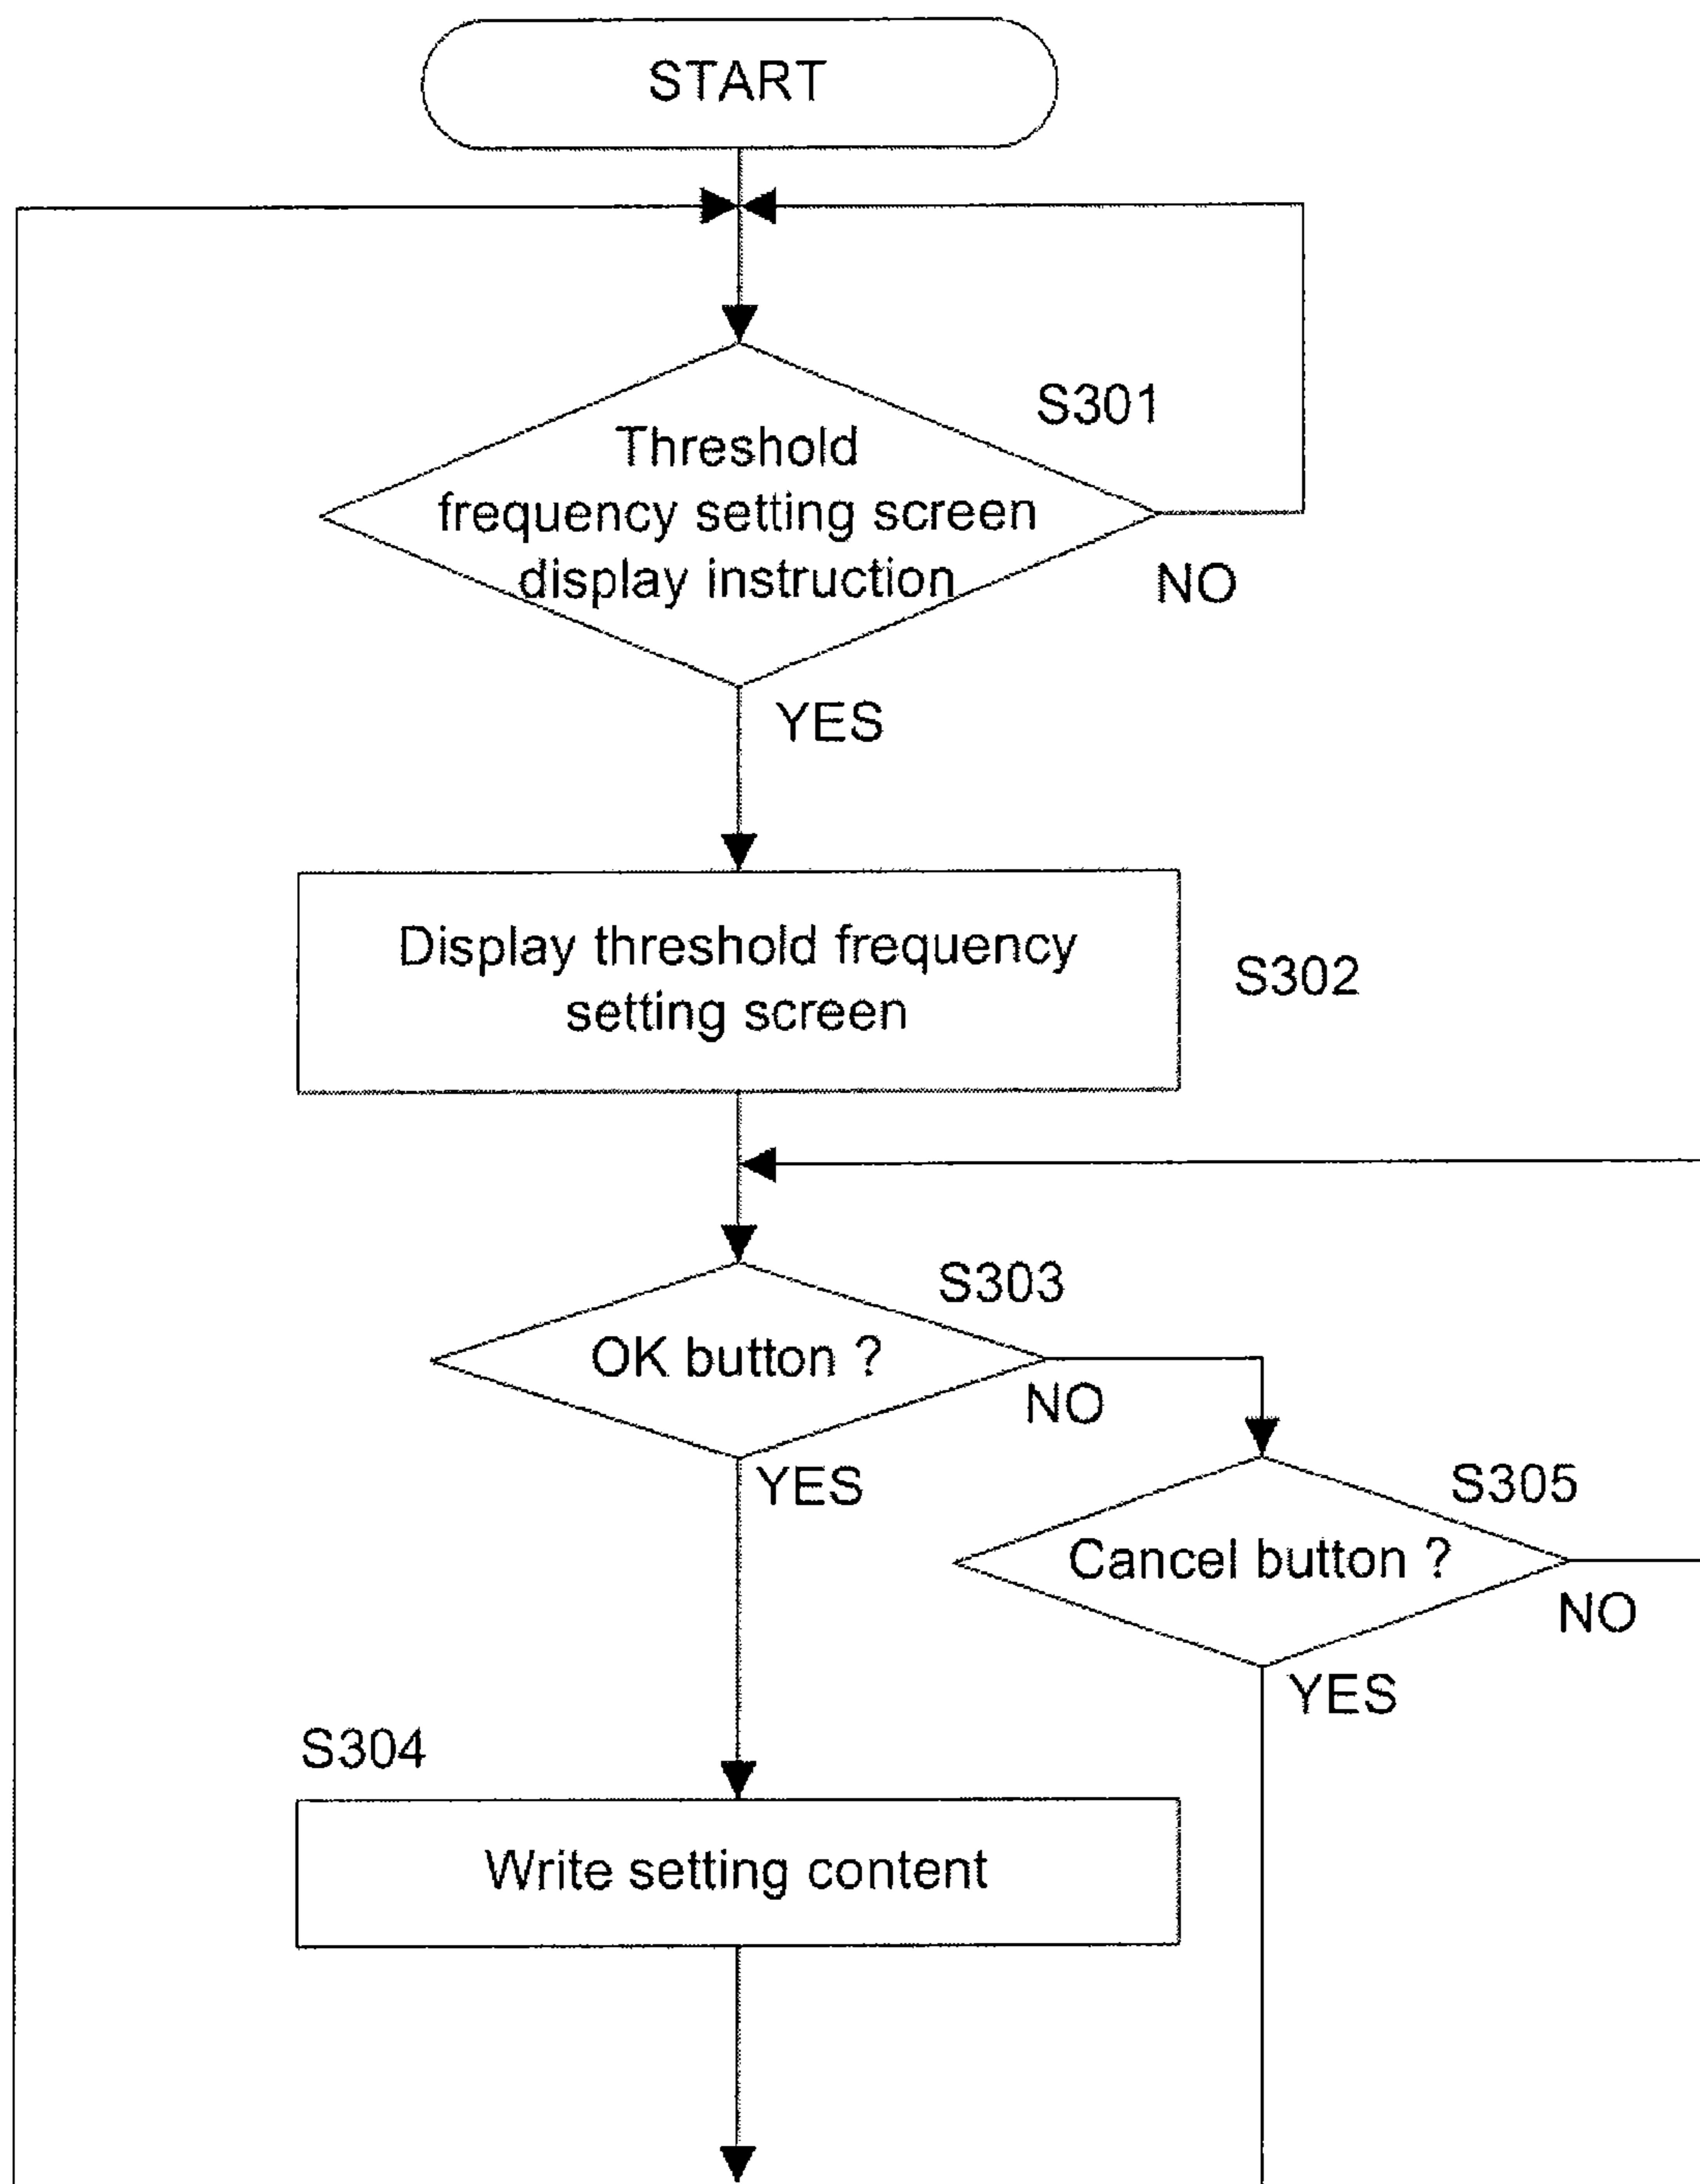 START
S301
Threshold
frequency setting screen
display instruction
NO
YES
Display threshold frequency
setting screen
S302
S303
OK button ?
NO
YES
S305
Cancel button ?
NO
YES
S304
Write setting content